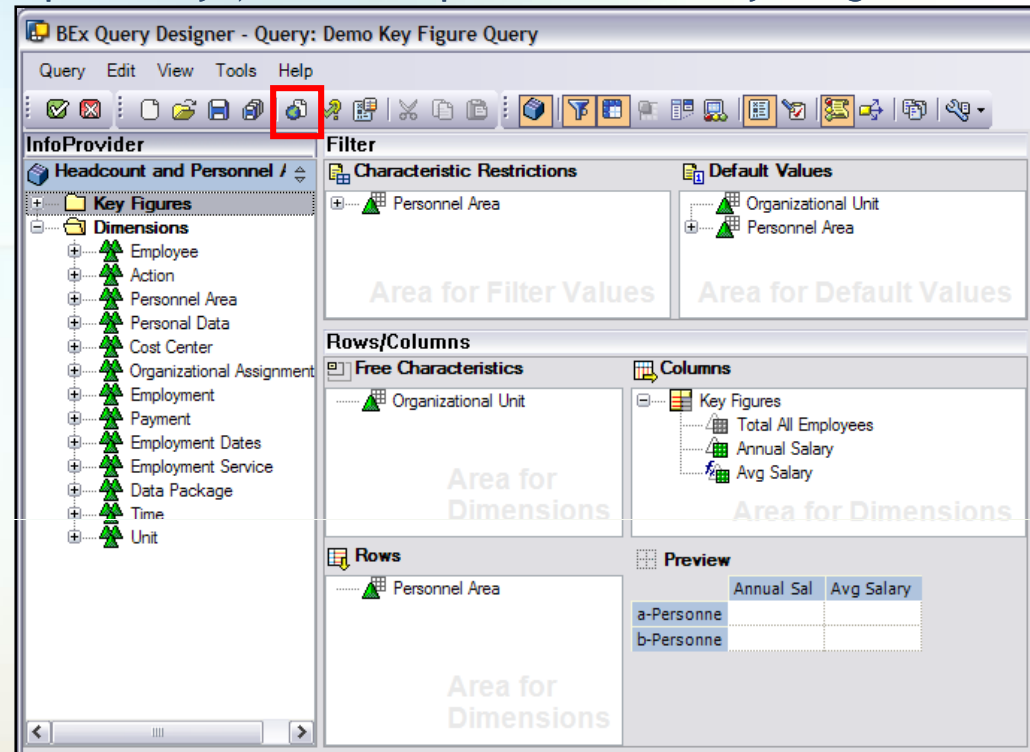 BEx Query Designer - Query: Demo Key Figure Query
Query Edit View Tools Help
InfoProvider
Headcount and Personnel
Key Figures
Dimensions
Employee
Action
Personnel Area
Personal Data
Cost Center
Organizational Assignment
Employment
Payment
Employment Dates
Employment Service
Data Package
Time
Unit
Filter
Characteristic Restrictions
Personnel Area
Area for Filter Values
Default Values
Organizational Unit
Personnel Area
Area for Default Values
Rows/Columns
Free Characteristics
Organizational Unit
Area for
Dimensions
Columns
Key Figures
Total All Employees
Annual Salary
Avg Salary
Area for Dimensions
Rows
Personnel Area
Area for
Dimensions
Preview
Annual Sal Avg Salary
a-Personne
b-Personne